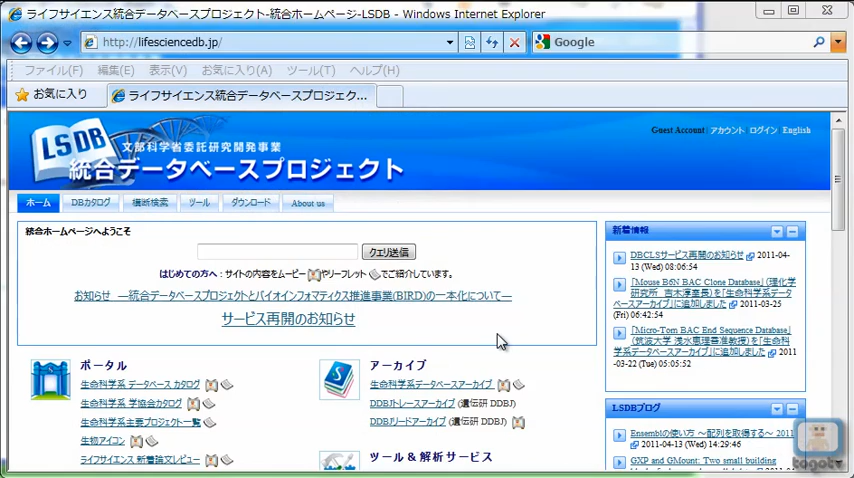 ライフサイエンス統合データベースプロジェクト-統合ホームページ-LSDB - Windows Internet Explorer
http://lifesciencedb.jp/
Google
ファイル(F) 編集(E) 表示(V) お気に入り(A) ツール(T) ヘルプ(H)
お気に入り
ライフサイエンス統合データベースプロジェク...
Guest Account アカウント ログイン English
LSDB
文部科学省委託研究開発事業
統合データベースプロジェクト
ホーム DBカタログ 横断検索 ツール ダウンロード About us
統合ホームページへようこそ
クエリ送信
はじめての方へ : サイトの内容をムービーやリーフレットでご紹介しています。
お知らせ ―統合データベースプロジェクトとバイオインフォマティクス推進事業(BIRD)の一本化について―
サービス再開のお知らせ
ポータル
生命科学系 データベース カタログ
生命科学系 学協会カタログ
生命科学系主要プロジェクト一覧
生物アイコン
ライフサイエンス 新着論文レビュー
アーカイブ
生命科学系データベースアーカイブ
DDBJトレースアーカイブ (遺伝研 DDBJ)
DDBJリードアーカイブ (遺伝研 DDBJ)
ツール & 解析サービス
新着情報
DBCLSサービス再開のお知らせ 2011-04-
13 (Wed) 08:06:54
「Mouse B6N BAC Clone Database」(理化学
研究所 吉木淳室長)を「生命科学系データ
ベースアーカイブ」に追加しました 2011-03-25
(Fri) 06:42:54
「Micro-Tom BAC End Sequence Database」
(筑波大学 浅水恵理香准教授)を「生命科
学系データベースアーカイブ」に追加しました 2011
-03-22 (Tue) 05:05:52
LSDBブログ
Ensemblの使い方 ～配列を取得する～ 2011
-04-11 (Mon) 14:29:46
GXP and GMount: Two small building
togotv